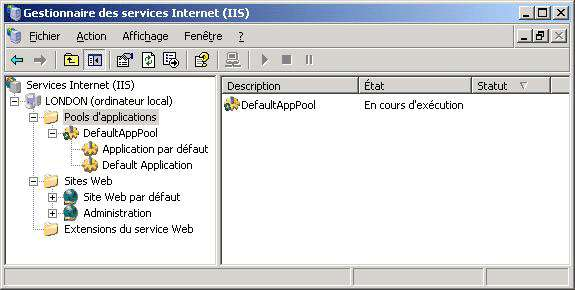 Gestionnaire des services Internet (IIS)
Fichier Action Affichage Fenêtre ?
Services Internet (IIS)
LONDON (ordinateur local)
Pools d'applications
DefaultAppPool
Application par défaut
Default Application
Sites Web
Site Web par défaut
Administration
Extensions du service Web
Description État Statut
DefaultAppPool En cours d'exécution